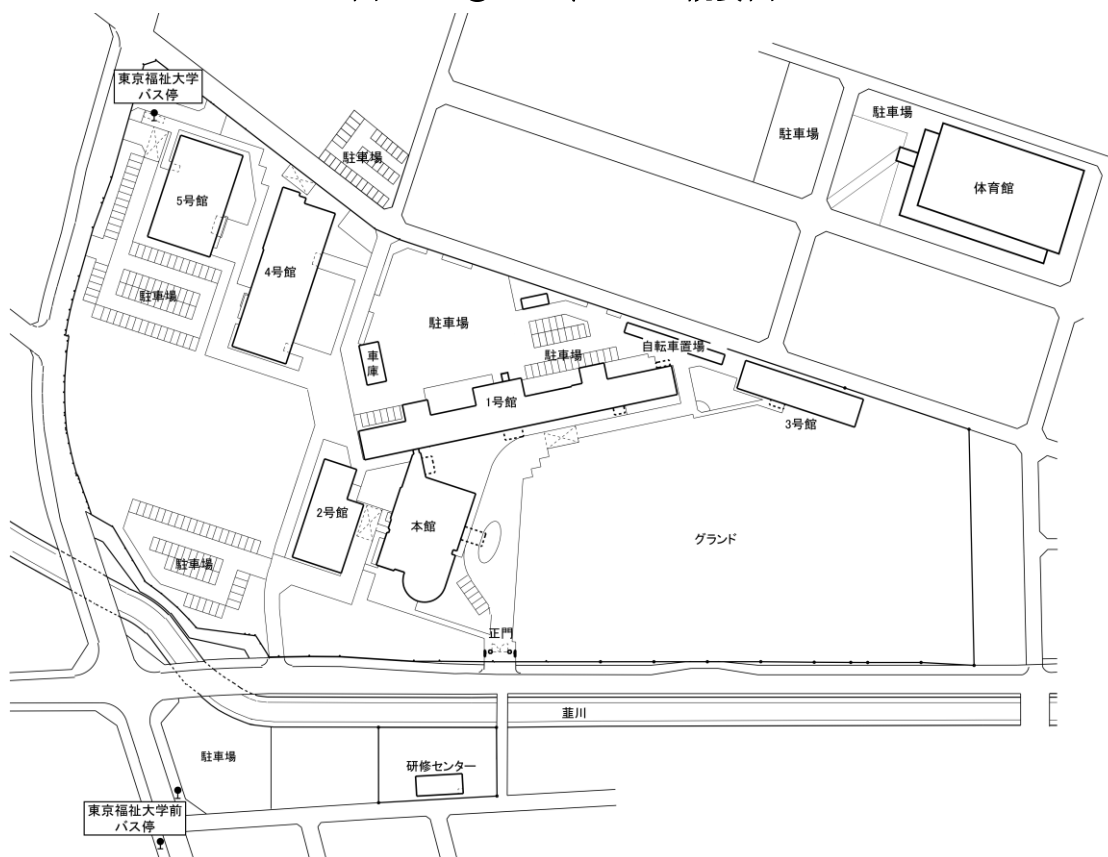 東京福祉大学
バス停
駐車場
駐車場
駐車場
体育館
5号館
4号館
駐車場
駐車場
駐車場
自転車置場
車
庫
1号館
3号館
2号館
本館
グランド
駐車場
正門
韮川
駐車場
研修センター
東京福祉大学前
バス停